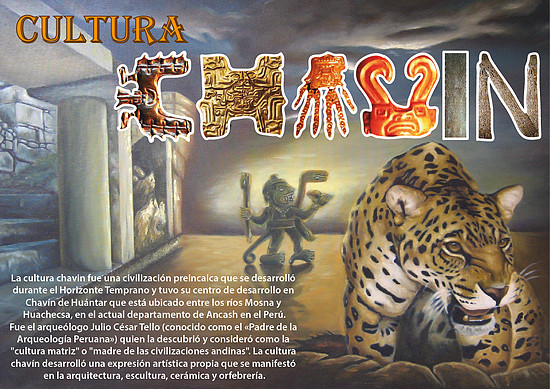 CULTURA
CHAVIN
La cultura chavin fue una civilización preincaica que se desarrolló
durante el Horizonte Temprano y tuvo su centro de desarrollo en
Chavín de Huántar que está ubicado entre los ríos Mosna y
Huachecsa, en el actual departamento de Ancash en el Perú.
Fue el arqueólogo Julio César Tello (conocido como el «Padre de la
Arqueología Peruana») quien la descubrió y consideró como la
"cultura matriz" o "madre de las civilizaciones andinas". La cultura
chavín desarrolló una expresión artística propia que se manifestó
en la arquitectura, escultura, cerámica y orfebrería.